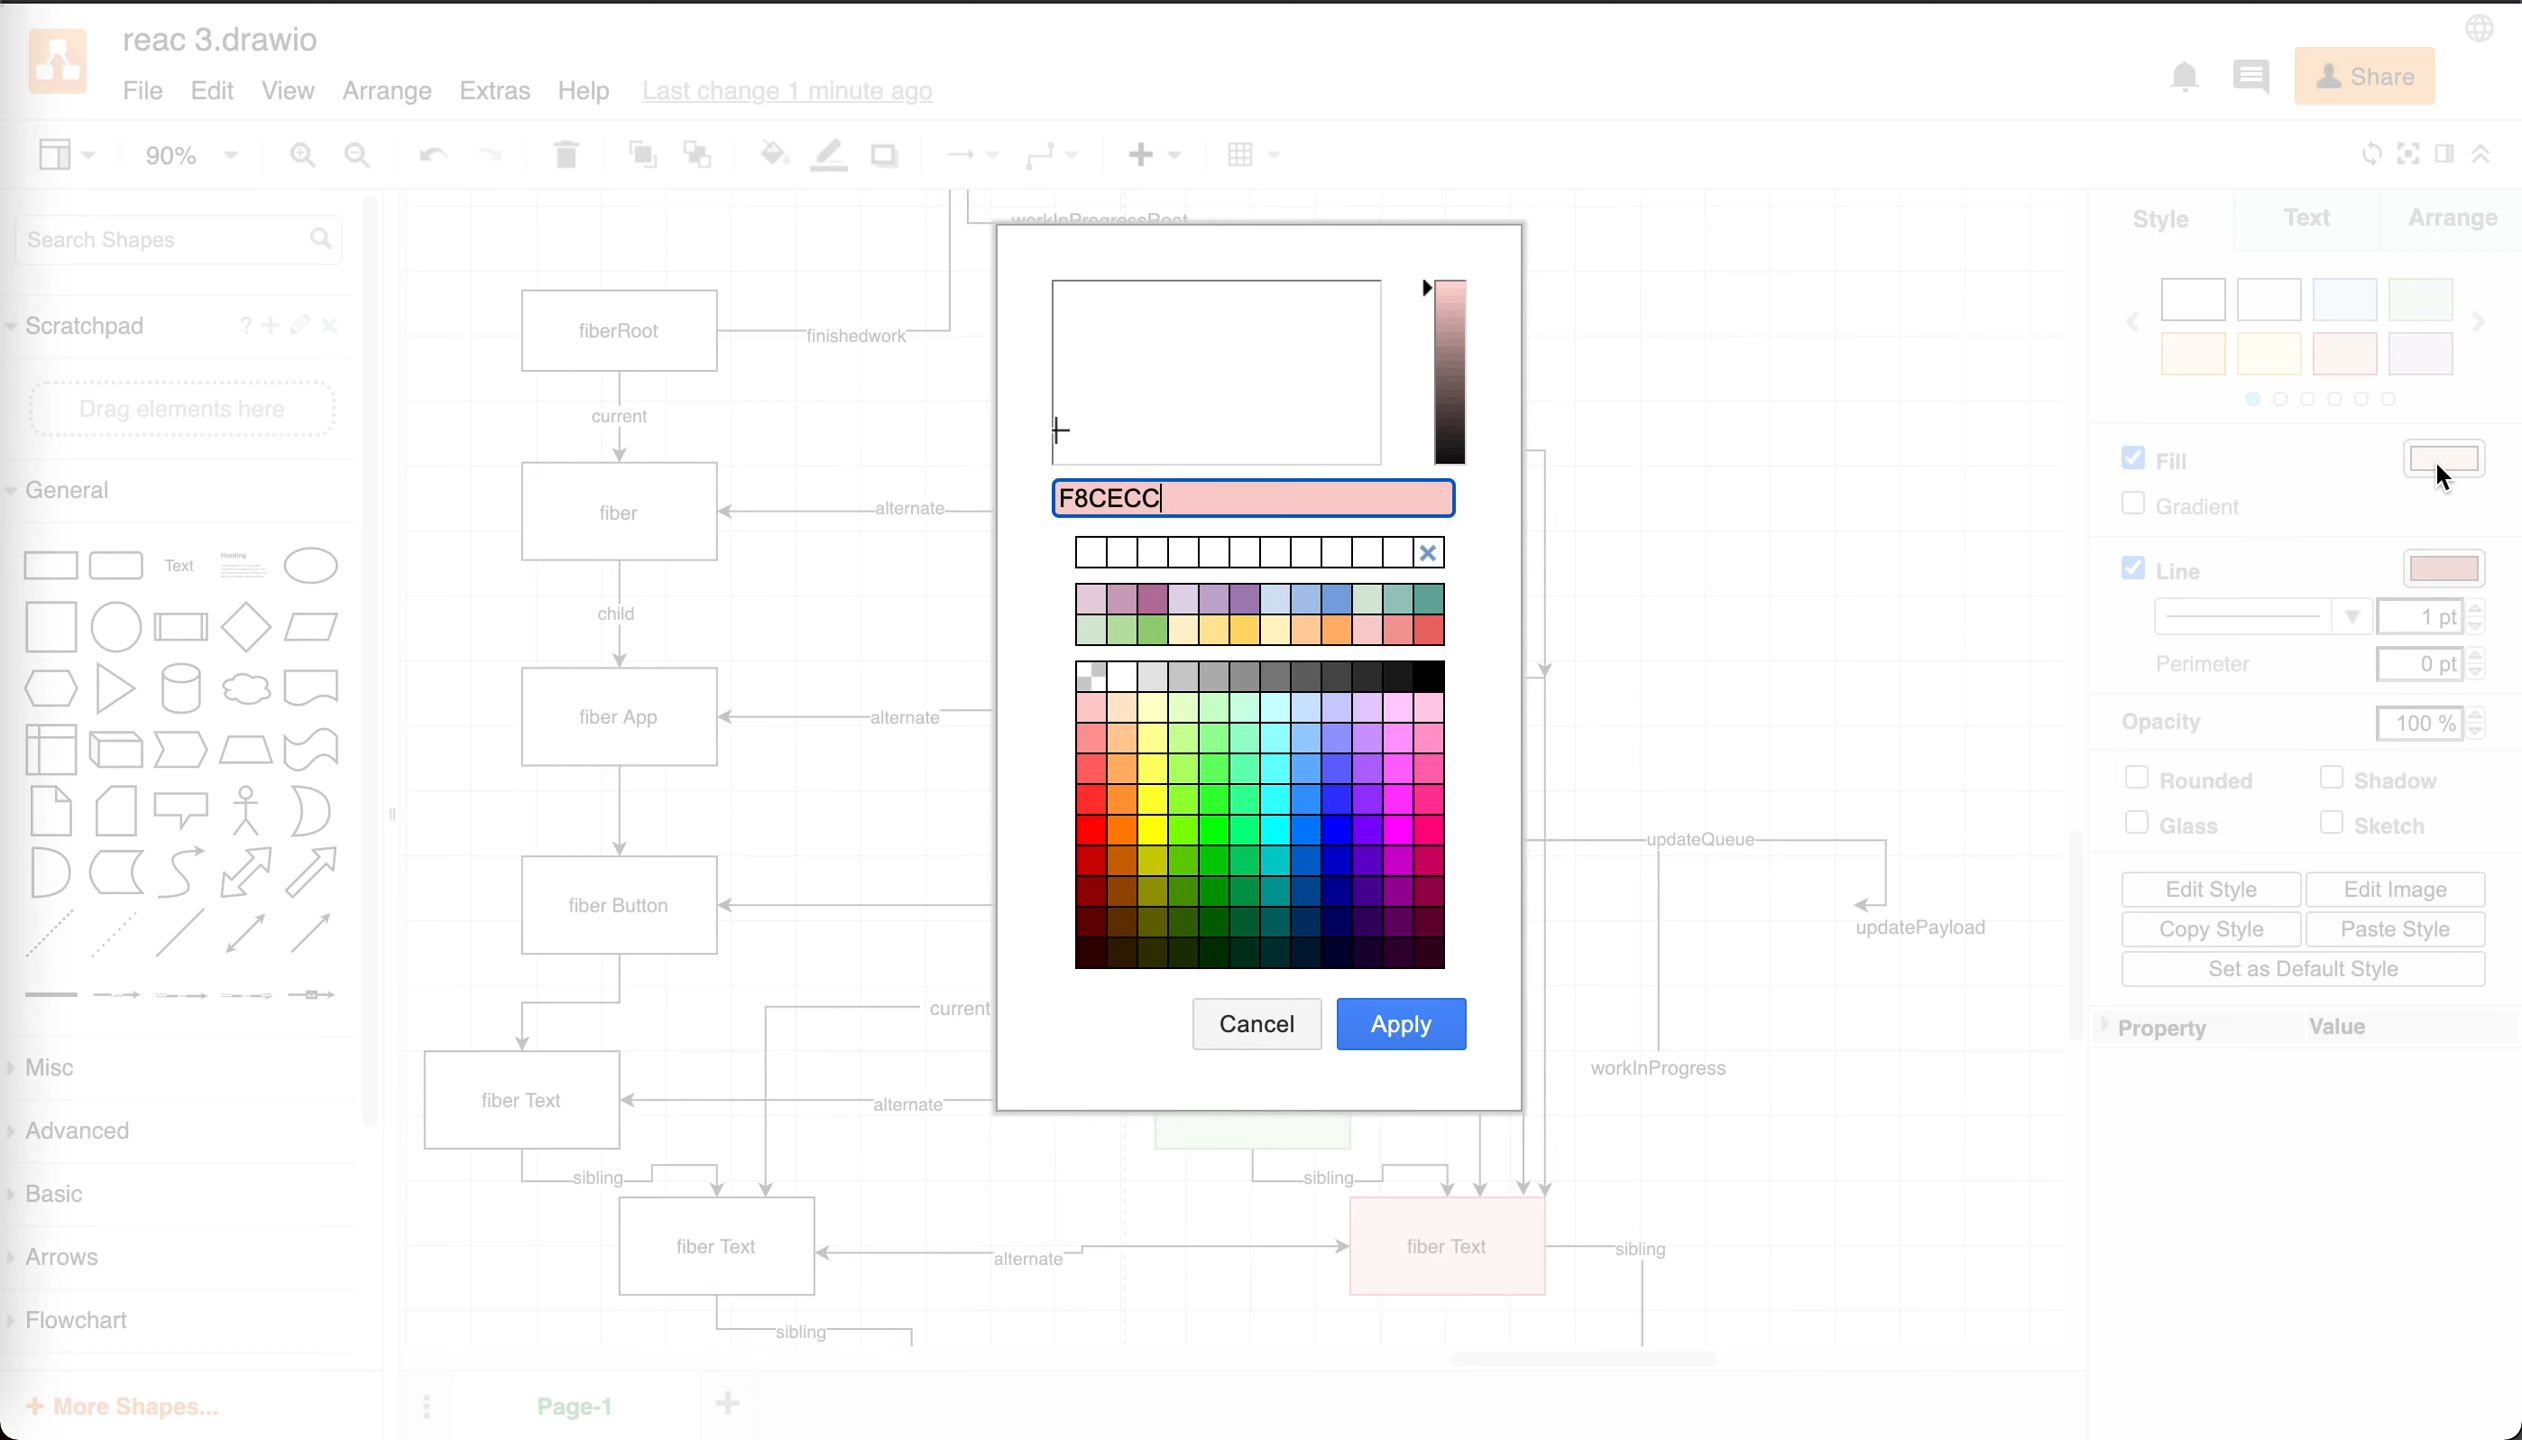 reac 3.drawio
File Edit View Arrange Extras Help Last change 1 minute ago
Share
90%
Search Shapes
Scratchpad
?
Drag elements here
General
Text
Heading
Misc
Advanced
Basic
Arrows
Flowchart
+ More Shapes...
workInProgressRoot
fiberRoot
finishedwork
current
fiber
alternate
child
fiber App
alternate
fiber Button
current
fiber Text
alternate
sibling
fiber Text
alternate
sibling
sibling
fiber Text
sibling
updateQueue
updatePayload
workInProgress
F8CECC
Cancel
Apply
Page-1
Style
Text
Arrange
Fill
Gradient
Line
1 pt
Perimeter
0 pt
Opacity
100 %
Rounded
Shadow
Glass
Sketch
Edit Style
Edit Image
Copy Style
Paste Style
Set as Default Style
Property
Value